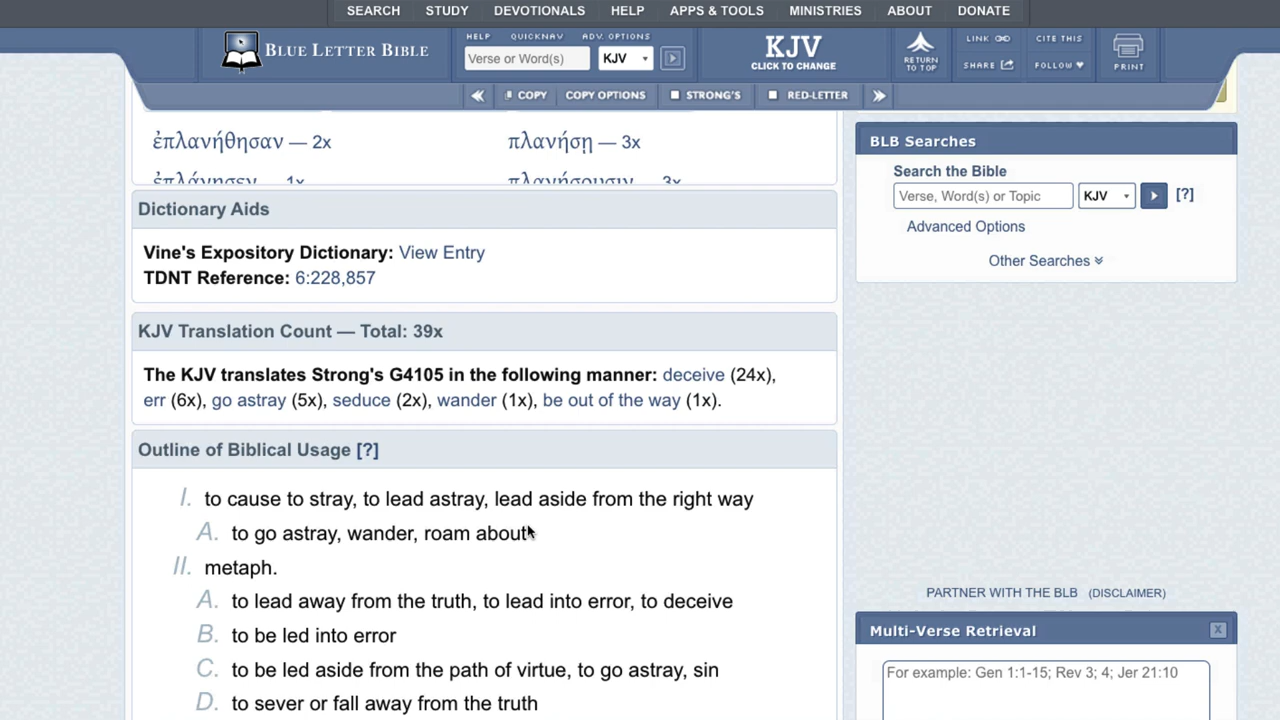 SEARCH STUDY DEVOTIONALS HELP APPS & TOOLS MINISTRIES ABOUT DONATE
BLUE LETTER BIBLE
HELP QUICKNAV ADV. OPTIONS
Verse or Word(s) KJV
KJV
CLICK TO CHANGE
RETURN
TO TOP
LINK CITE THIS
SHARE FOLLOW
PRINT
COPY COPY OPTIONS STRONG'S RED-LETTER
ἐπλανήθησαν — 2x πλανήσῃ — 3x
ἐπλάνησεν — 1x πλανήσουσιν — 3x
Dictionary Aids
Vine's Expository Dictionary: View Entry
TDNT Reference: 6:228,857
KJV Translation Count — Total: 39x
The KJV translates Strong's G4105 in the following manner: deceive (24x),
err (6x), go astray (5x), seduce (2x), wander (1x), be out of the way (1x).
Outline of Biblical Usage [?]
I. to cause to stray, to lead astray, lead aside from the right way
A. to go astray, wander, roam about
II. metaph.
A. to lead away from the truth, to lead into error, to deceive
B. to be led into error
C. to be led aside from the path of virtue, to go astray, sin
D. to sever or fall away from the truth
BLB Searches
Search the Bible
Verse, Word(s) or Topic KJV [?]
Advanced Options
Other Searches
PARTNER WITH THE BLB (DISCLAIMER)
Multi-Verse Retrieval X
For example: Gen 1:1-15; Rev 3; 4; Jer 21:10